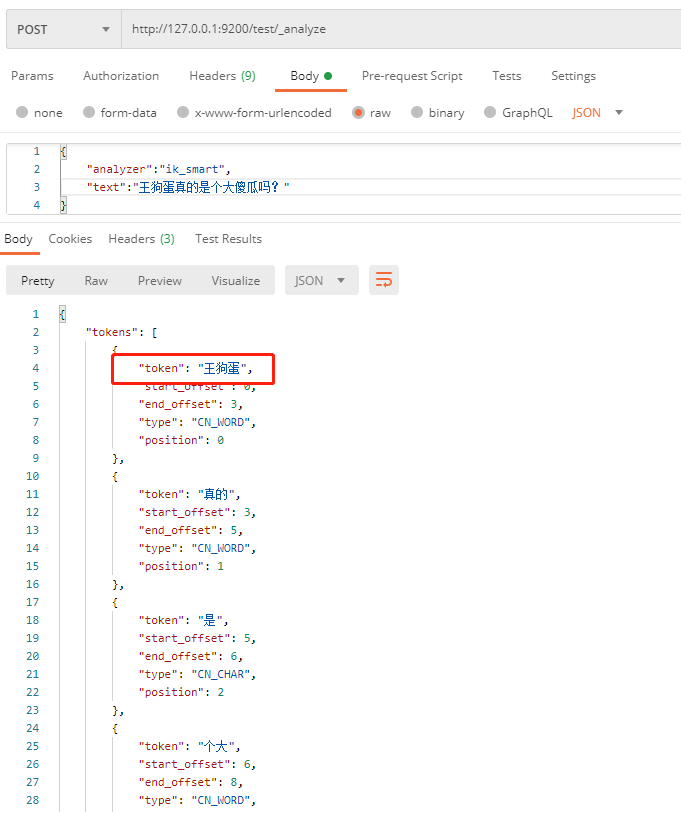 POST http://127.0.0.1:9200/test/_analyze
Params Authorization Headers (9) Body Pre-request Script Tests Settings
none form-data x-www-form-urlencoded raw binary GraphQL JSON
1 {
2 "analyzer":"ik_smart",
3 "text":"王狗蛋真的是个大傻瓜吗？"
4 }
Body Cookies Headers (3) Test Results
Pretty Raw Preview Visualize JSON
1 {
2 "tokens": [
3 {
4 "token": "王狗蛋",
5 "start_offset": 0,
6 "end_offset": 3,
7 "type": "CN_WORD",
8 "position": 0
9 },
10 {
11 "token": "真的",
12 "start_offset": 3,
13 "end_offset": 5,
14 "type": "CN_WORD",
15 "position": 1
16 },
17 {
18 "token": "是",
19 "start_offset": 5,
20 "end_offset": 6,
21 "type": "CN_CHAR",
22 "position": 2
23 },
24 {
25 "token": "个大",
26 "start_offset": 6,
27 "end_offset": 8,
28 "type": "CN_WORD",